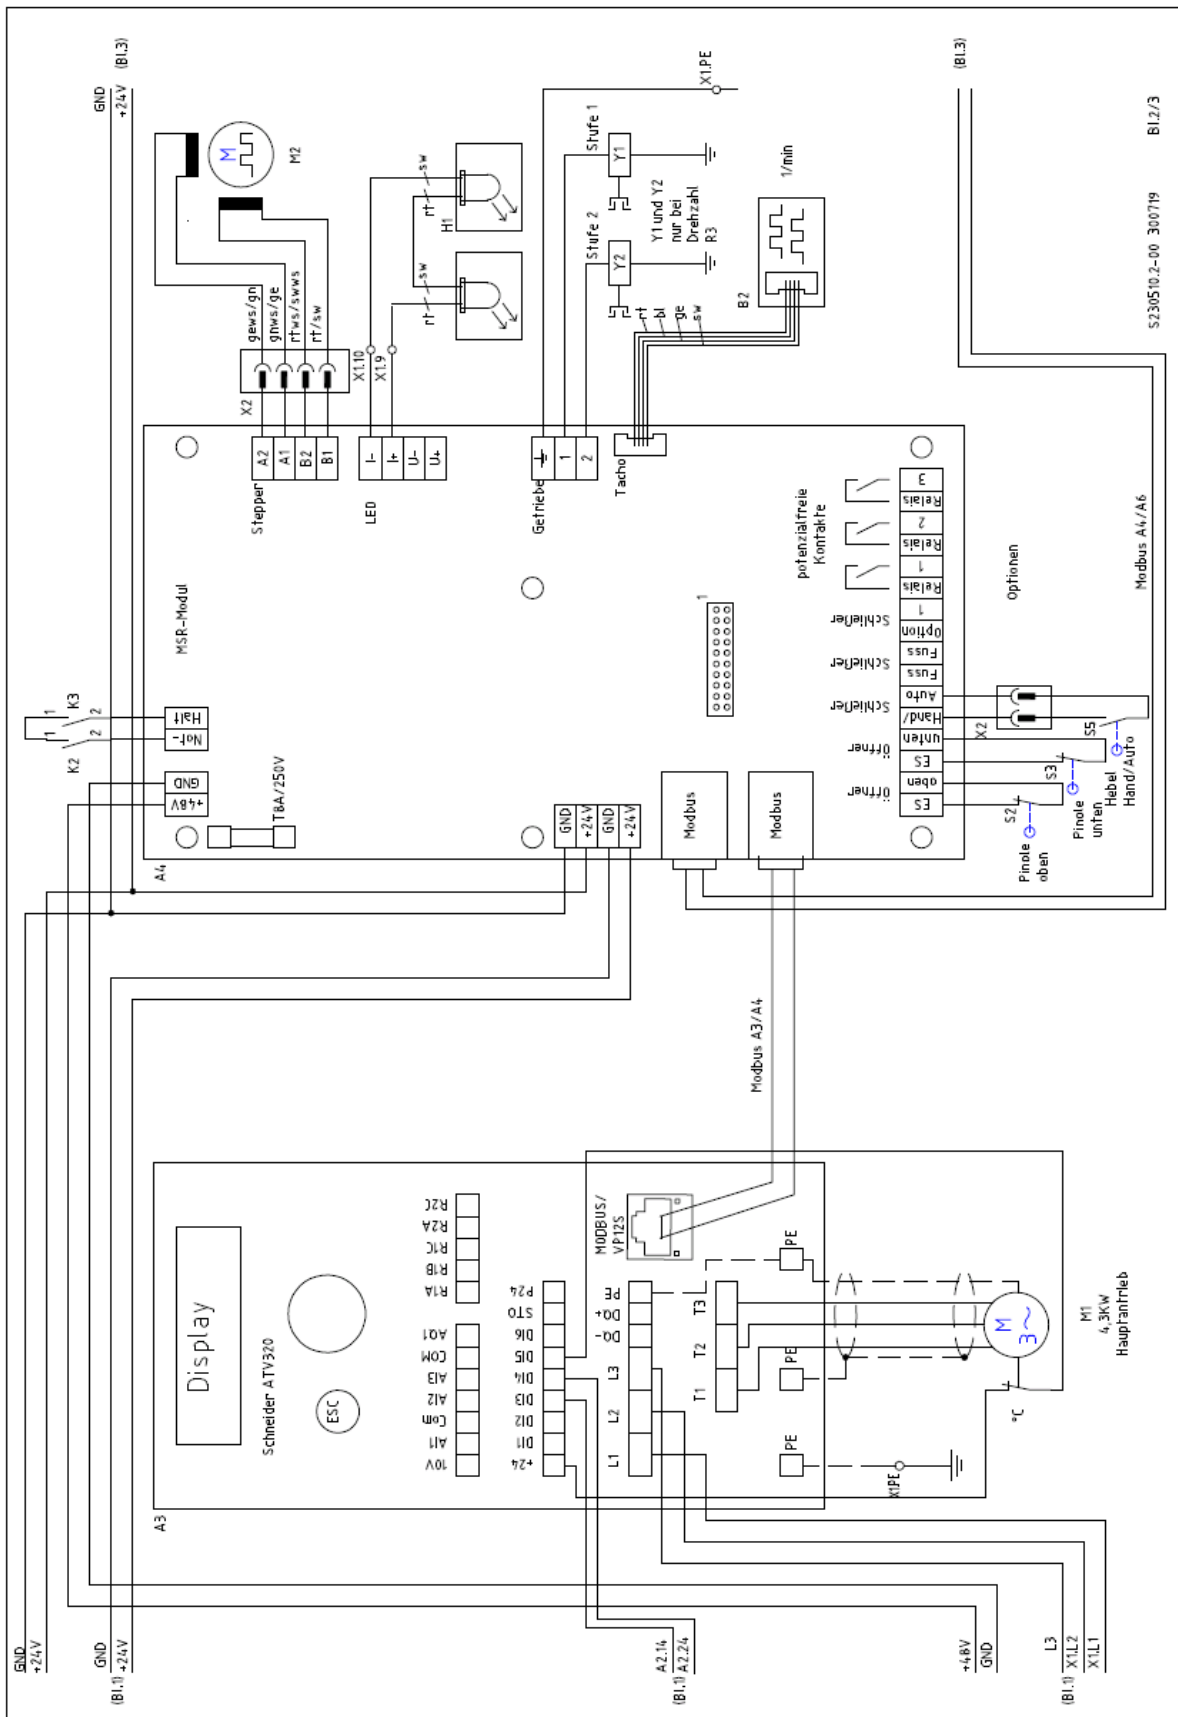 GND
+24V
(Bl.1)
GND
+24V
A2.14
(Bl.1)
A2.24
+48V
GND
L3
(Bl.1)
X1.L2
X1.L1
A3
Display
Schneider ATV320
ESC
10V
AI1
Com
AI2
AI3
COM
AQ1
R1A
R1B
R1C
R2A
R2C
+24
DI1
DI2
DI3
DI4
DI5
DI6
STO
P24
L1
L2
L3
DQ-
DQ+
PE
MODBUS/
VP12S
T1
T2
T3
PE
PE
PE
X1.PE
°C
M
3~
M1
4,3KW
Hauptantrieb
Modbus A3/A4
A4
MSR-Modul
T8A/250V
+48V
GND
Not-
Halt
K2
1
2
K3
1
2
GND
+24V
GND
+24V
Modbus
Modbus
1
Stepper
A2
A1
B2
B1
LED
I-
I+
U-
U+
Getriebe
1
2
Tacho
potenzialfreie
Kontakte
Öffner
Öffner
Schließer
Schließer
Schließer
ES
oben
ES
unten
Hand/
Auto
Fuss
Fuss
Option
1
Relais
1
Relais
2
Relais
3
S2
Pinole
oben
S3
Pinole
unten
S5
Hebel
Hand/Auto
X2
Optionen
Modbus A4/A6
X2
gews/gn
gnws/ge
rtws/swws
rt/sw
M
M2
X1.10
X1.9
rt
sw
rt
sw
H1
Stufe 2
Stufe 1
Y2
Y1
Y1 und Y2
nur bei
Drehzahl
R3
X1.PE
rt
bl
ge
sw
B2
1/min
GND
+24V
(Bl.3)
(Bl.3)
S230510.2-00 300719
Bl.2/3